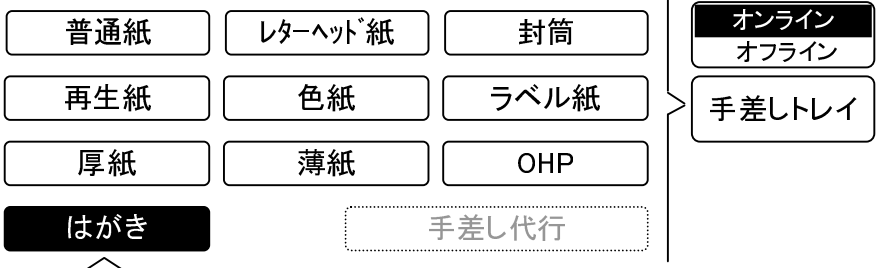 普通紙
ﾚﾀｰﾍｯﾄﾞ紙
封筒
再生紙
色紙
ラベル紙
厚紙
薄紙
OHP
はがき
手差し代行
オンライン
オフライン
手差しトレイ